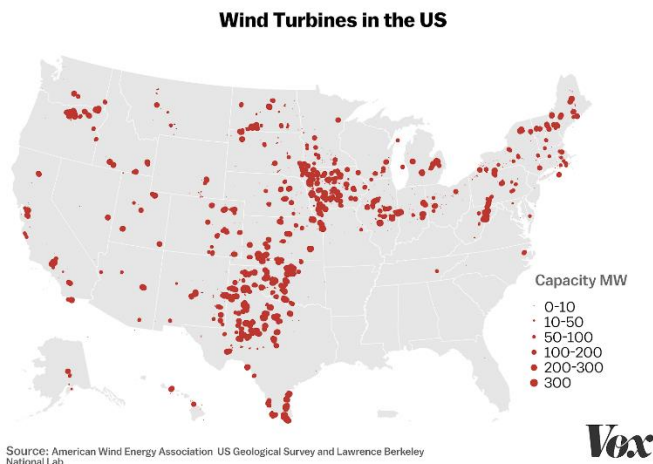 Wind Turbines in the US
Capacity MW
0-10
10-50
50-100
100-200
200-300
300
Source: American Wind Energy Association US Geological Survey and Lawrence Berkeley
National Lab
Vox